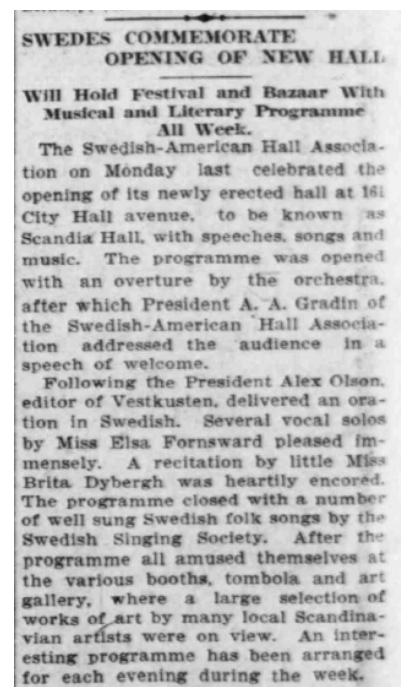 SWEDES COMMEMORATE
OPENING OF NEW HALL
Will Hold Festival and Bazaar With
Musical and Literary Programme
All Week.
The Swedish-American Hall Associa-
tion on Monday last celebrated the
opening of its newly erected hall at
City Hall avenue, to be known as
Scandia Hall, with speeches, songs and
music. The programme was opened
with an overture by the orchestra,
after which President A. A. Gradin of
the Swedish-American Hall Associa-
tion addressed the audience in a
speech of welcome.
Following the President Alex Olson,
editor of Vestkusten, delivered an ora-
tion in Swedish. Several vocal solos
by Miss Elsa Fornsward pleased im-
mensely. A recitation by little Miss
Brita Dybergh was heartily encored.
The programme closed with a number
of well sung Swedish folk songs by the
Swedish Singing Society. After the
programme all amused themselves at
the various booths, tombola and art
gallery, where a large selection of
works of art by many local Scandina-
vian artists were on view. An inter-
esting programme has been arranged
for each evening during the week.